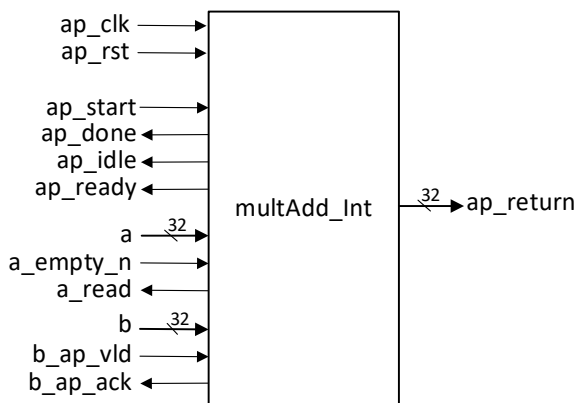 ap_clk
ap_rst
ap_start
ap_done
ap_idle
ap_ready
multAdd_Int
32
ap_return
a
32
a_empty_n
a_read
b
32
b_ap_vld
b_ap_ack